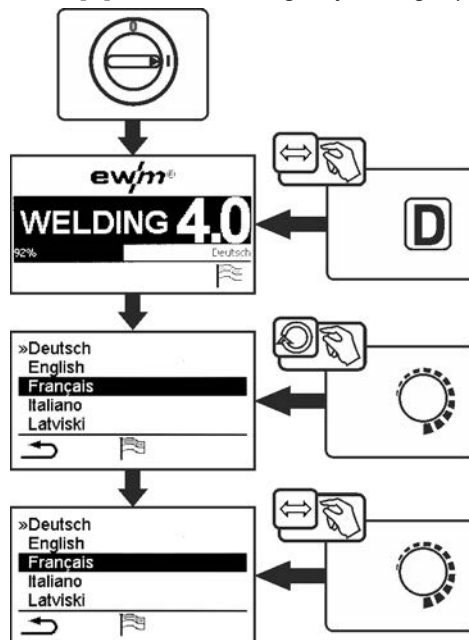 0
I
ewm®
WELDING 4.0
92%
Deutsch
D
»Deutsch
English
Français
Italiano
Latviski
»Deutsch
English
Français
Italiano
Latviski